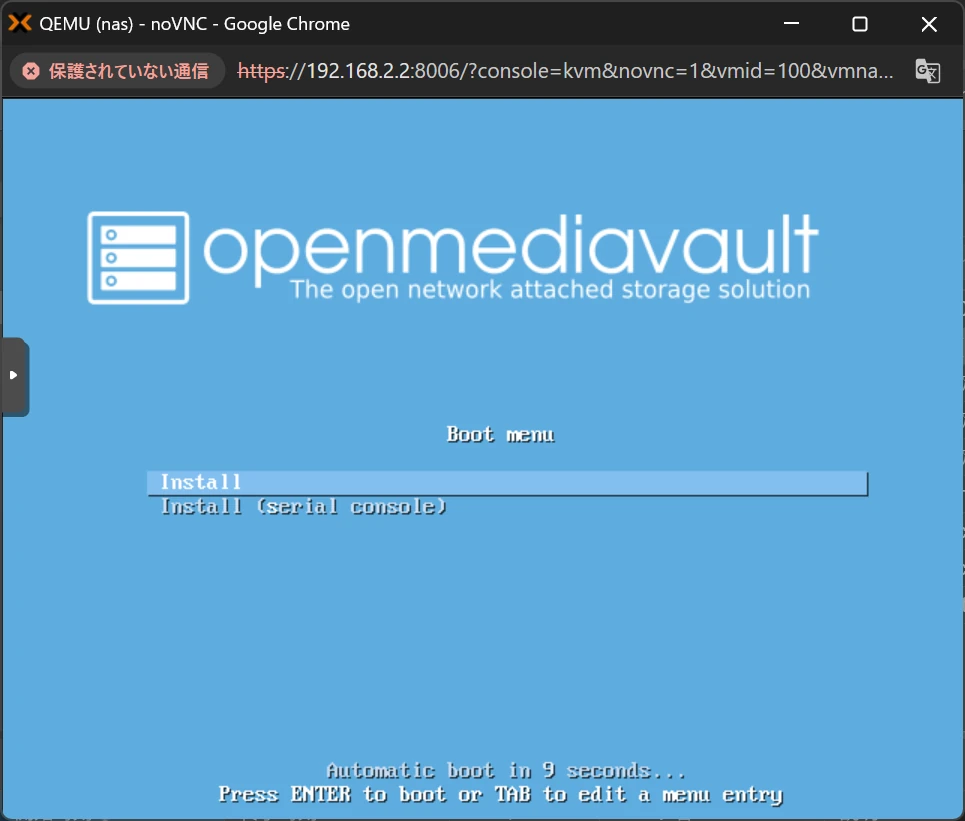 QEMU (nas) - noVNC - Google Chrome
保護されていない通信 https://192.168.2.2:8006/?console=kvm&novnc=1&vmid=100&vmna...
openmediavault
The open network attached storage solution
Boot menu
Install
Install (serial console)
Automatic boot in 9 seconds...
Press ENTER to boot or TAB to edit a menu entry